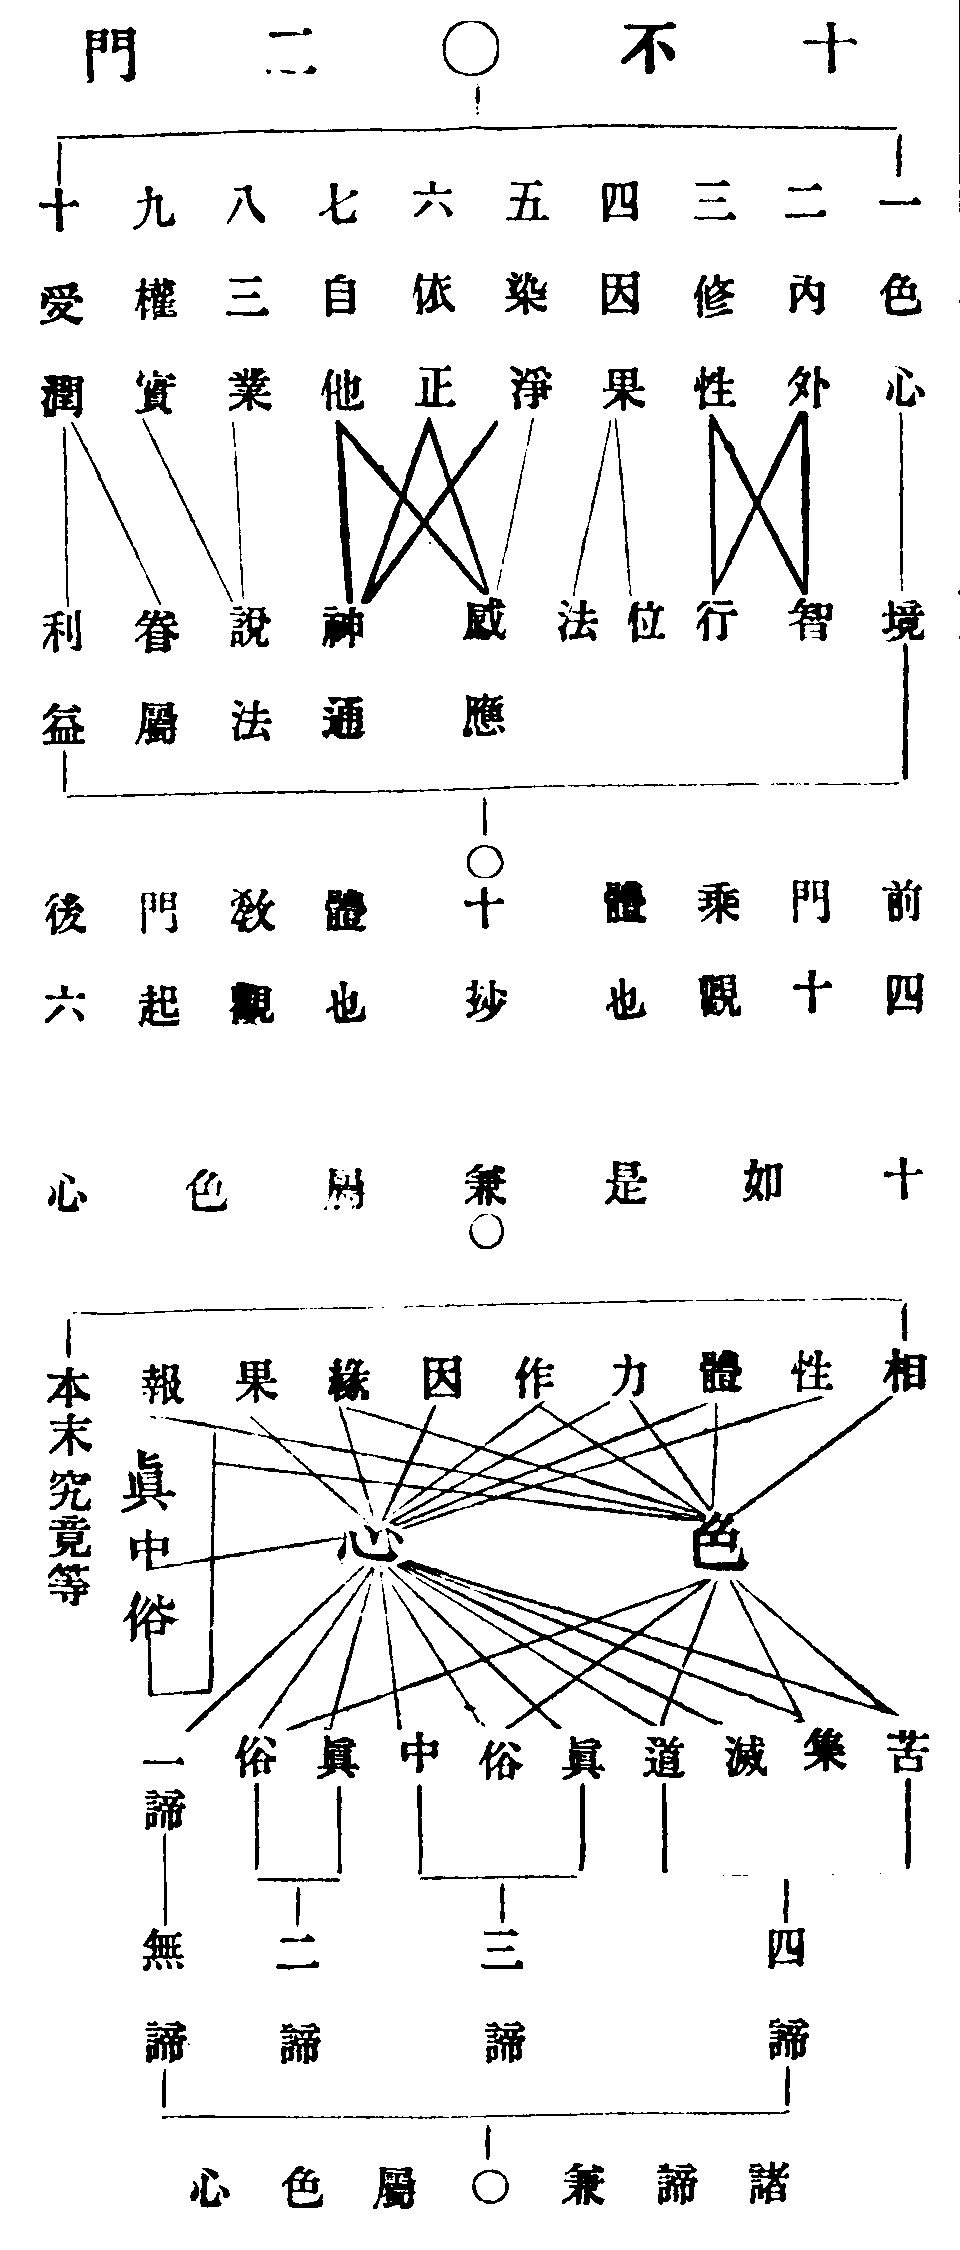 十不○二門
一色心
二內外
三修性
四因果
五染淨
六依正
七自他
八三業
九權實
十受潤
境
智
行
位
法
感應
神通
說法
眷屬
利益
○
前四
門十
乘觀
體也
十妙
體也
教觀
門起
後六
十如是兼屬色心
○
相
性
體
力
作
因
緣
果
報
本末究竟等
眞中俗
色
心
苦
集
滅
道
眞
俗
中
眞
俗
一諦
四諦
三諦
二諦
無諦
諸諦兼○屬色心